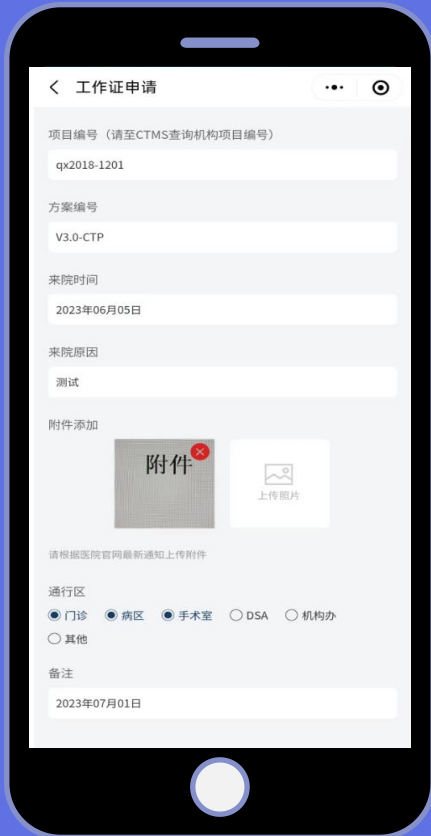 工作证申请
项目编号（请至CTMS查询机构项目编号）
qx2018-1201
方案编号
V3.0-CTP
来院时间
2023年06月05日
来院原因
测试
附件添加
附件
上传照片
请根据医院官网最新通知上传附件
通行区
门诊 病区 手术室 DSA 机构办
其他
备注
2023年07月01日